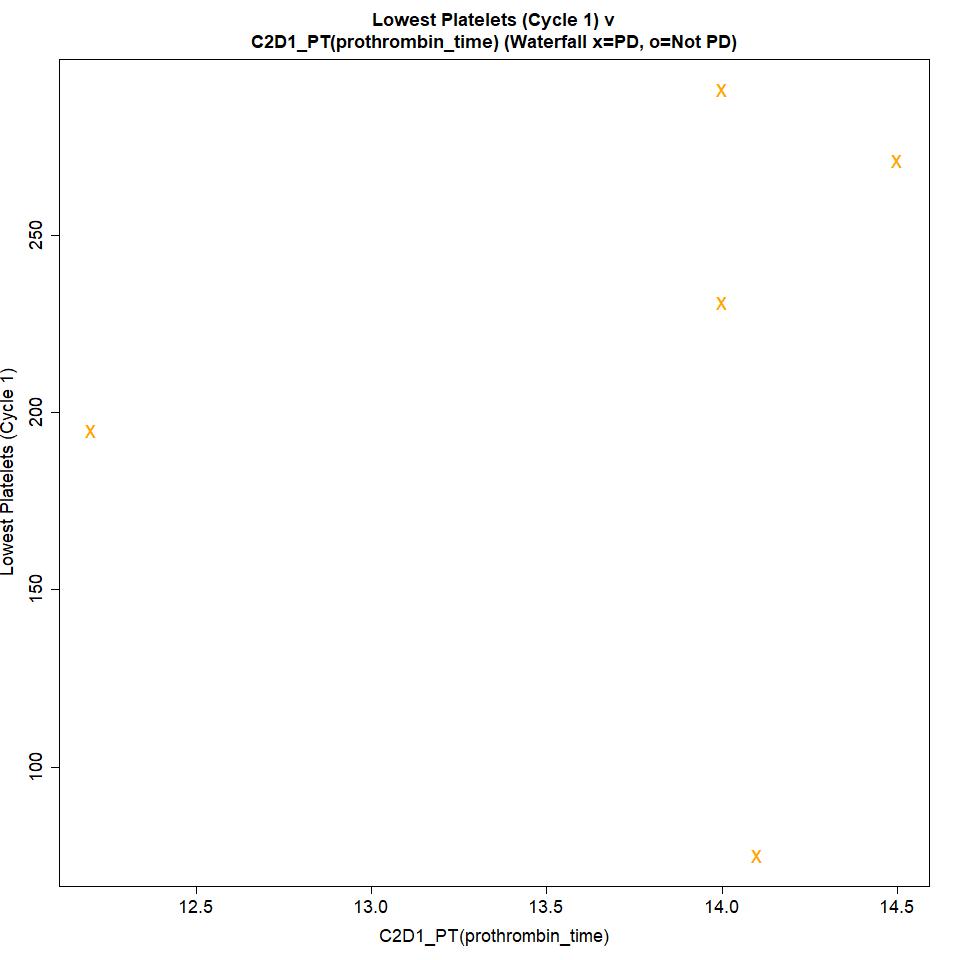 Lowest Platelets (Cycle 1) v
C2D1_PT(prothrombin_time) (Waterfall x=PD, o=Not PD)
Lowest Platelets (Cycle 1)
250
200
150
100
X
X
X
X
X
12.5 13.0 13.5 14.0 14.5
C2D1_PT(prothrombin_time)